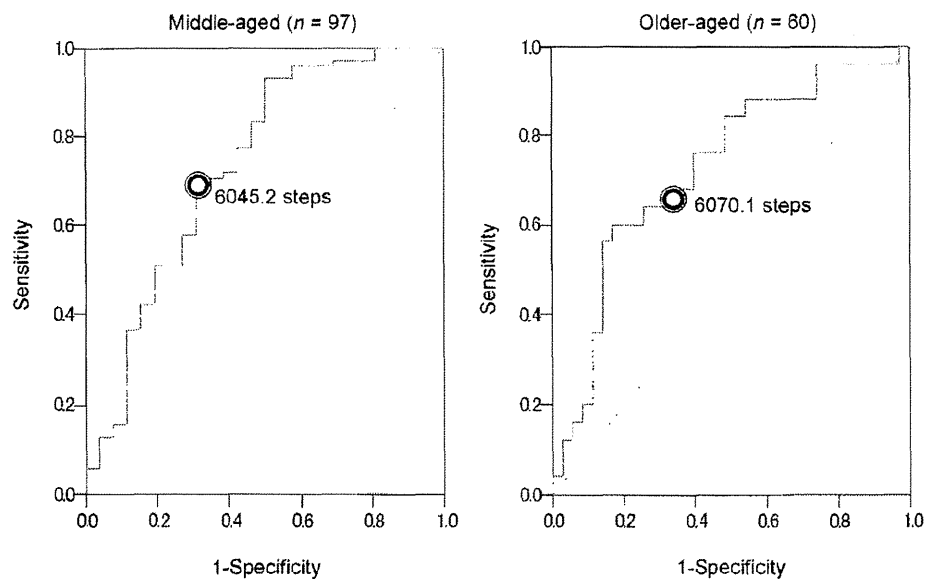 Middle-aged (n = 97)
1.0
0.8
0.6
0.4
0.2
0.0
Sensitivity
6045.2 steps
0.0 0.2 0.4 0.6 0.8 1.0
1-Specificity
Older-aged (n = 60)
1.0
0.8
0.6
0.4
0.2
0.0
Sensitivity
6070.1 steps
0.0 0.2 0.4 0.6 0.8 1.0
1-Specificity